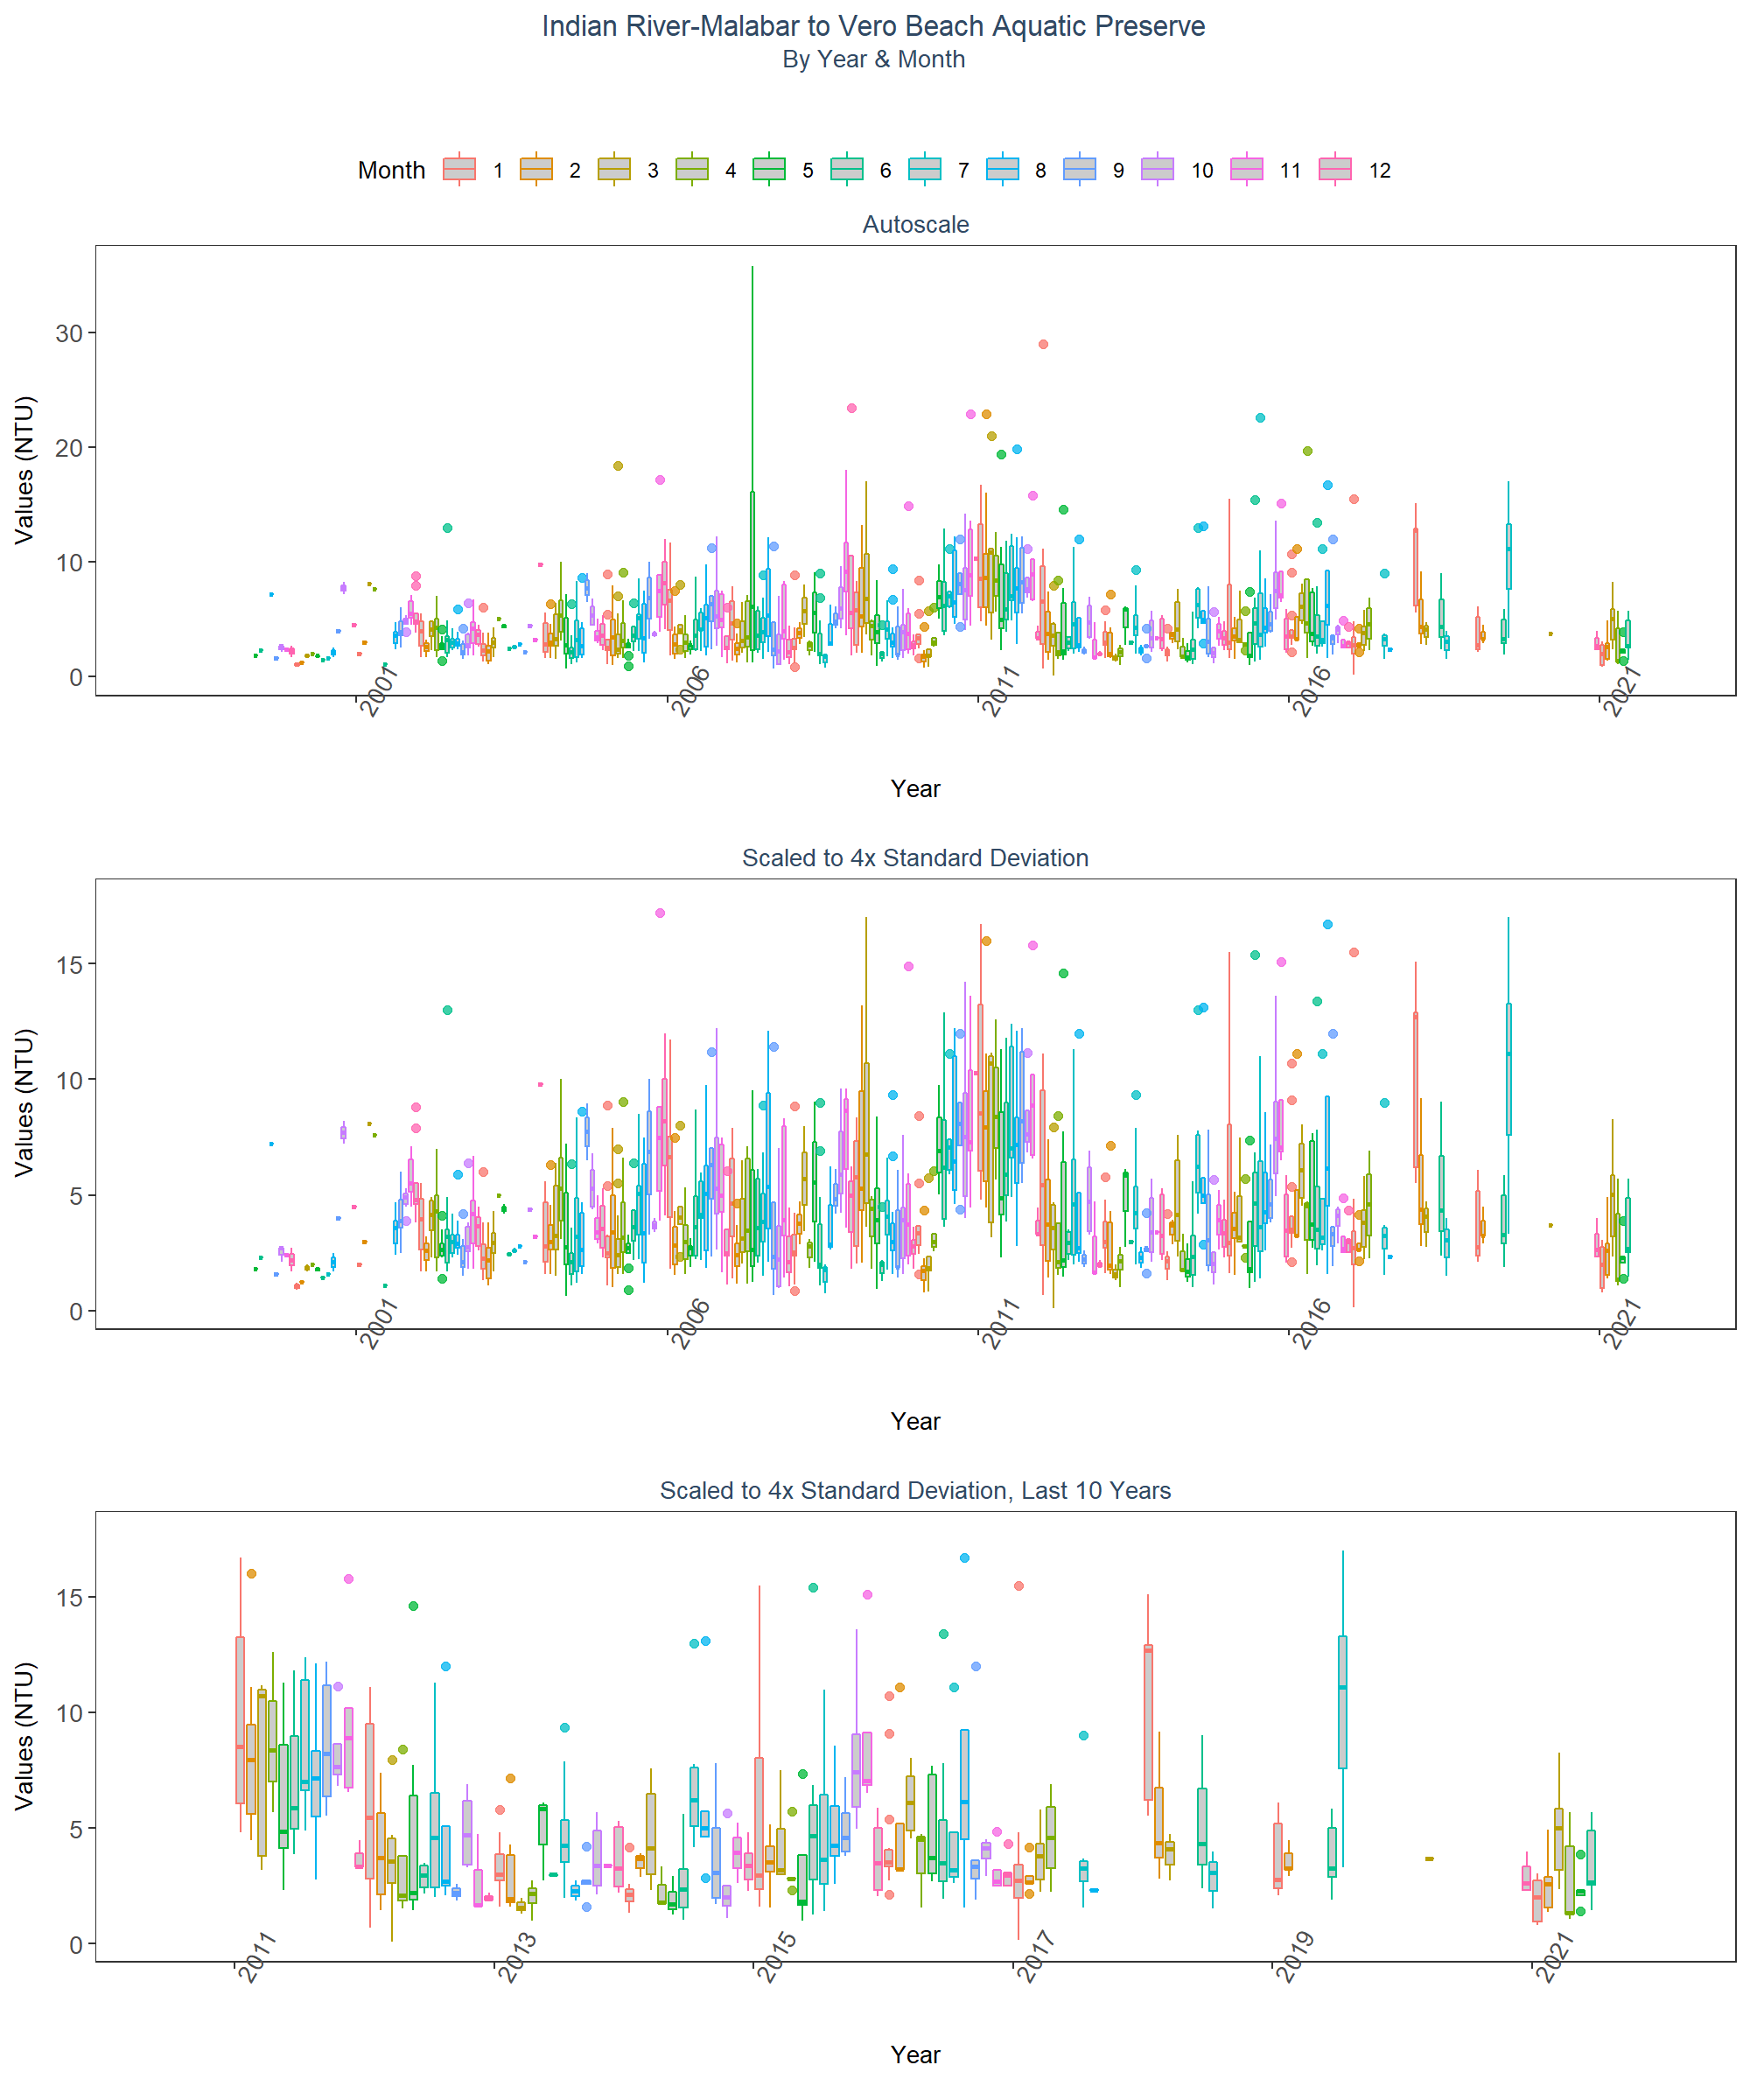 Indian River-Malabar to Vero Beach Aquatic Preserve
By Year & Month
Month 1 2 3 4 5 6 7 8 9 10 11 12
Autoscale
Values (NTU)
30
20
10
0
2001 2006 2011 2016 2021
Year
Scaled to 4x Standard Deviation
Values (NTU)
15
10
5
0
2001 2006 2011 2016 2021
Year
Scaled to 4x Standard Deviation, Last 10 Years
Values (NTU)
15
10
5
0
2011 2013 2015 2017 2019 2021
Year